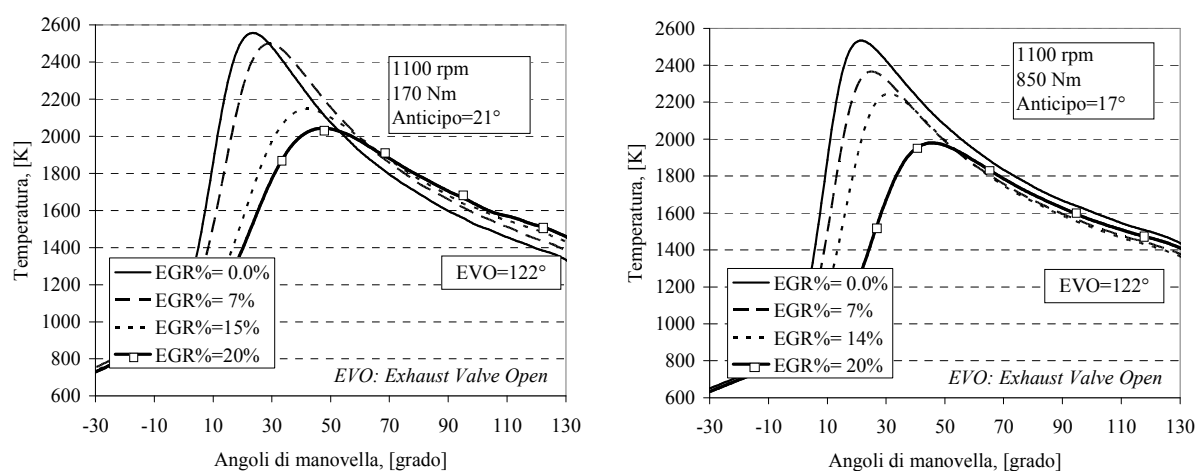 2600
2400
2200
2000
1800
1600
1400
1200
1000
800
600
Temperatura, [K]
1100 rpm
170 Nm
Anticipo=21°
EVO=122°
EGR%= 0.0%
EGR%= 7%
EGR%=15%
EGR%=20%
EVO: Exhaust Valve Open
-30 -10 10 30 50 70 90 110 130
Angoli di manovella, [grado]
2600
2400
2200
2000
1800
1600
1400
1200
1000
800
600
Temperatura, [K]
1100 rpm
850 Nm
Anticipo=17°
EVO=122°
EGR%= 0.0%
EGR%= 7%
EGR%= 14%
EGR%= 20%
EVO: Exhaust Valve Open
-30 -10 10 30 50 70 90 110 130
Angoli di manovella, [grado]